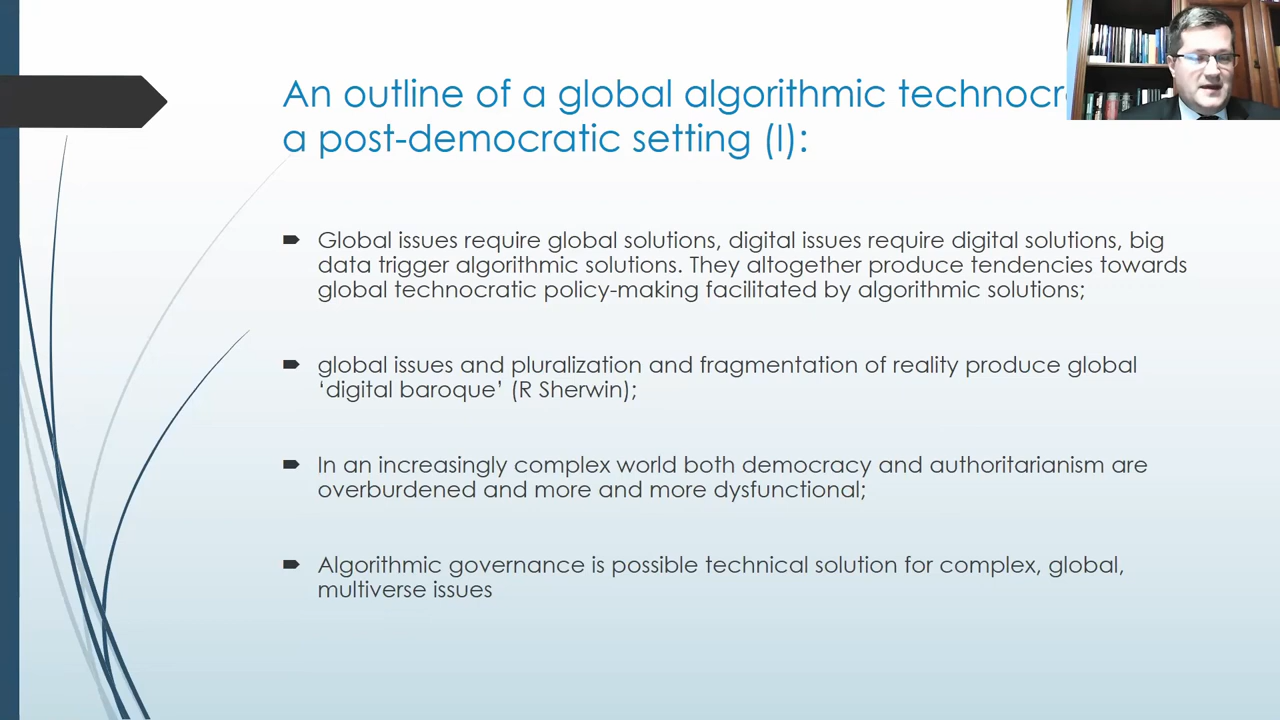 An outline of a global algorithmic
a post-democratic setting (I):
Global issues require global solutions, digital issues require digital solutions, big
data trigger algorithmic solutions. They altogether produce tendencies towards
global technocratic policy-making facilitated by algorithmic solutions;
global issues and pluralization and fragmentation of reality produce global
‘digital baroque’ (R Sherwin);
In an increasingly complex world both democracy and authoritarianism are
overburdened and more and more dysfunctional;
Algorithmic governance is possible technical solution for complex, global,
multiverse issues